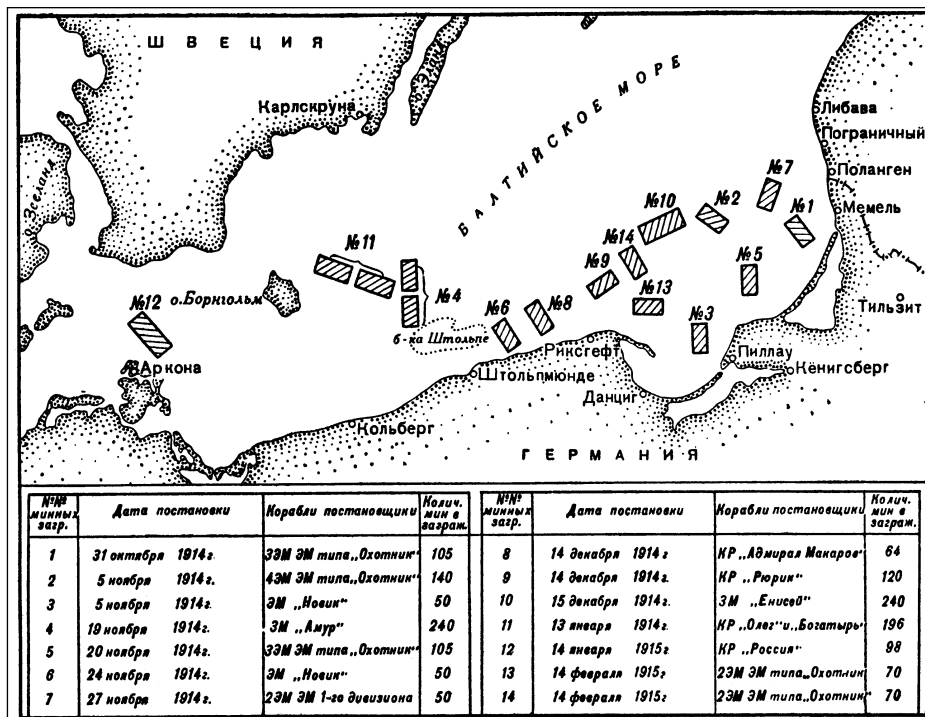 ШВЕЦИЯ
о. Эланд
Карлскруна
БАЛТИЙСКОЕ МОРЕ
Либава
Пограничный
Поланген
Мемель
о. Зееланд
№7
№1
№2
№10
№14
№5
№9
№13
№11
№4
№12
о.Борнгольм
№6
№8
№3
Тильзит
б-ка Штольпе
Риксгефт
Пиллау
Кёнигсберг
Аркона
Штольпмюнде
Данциг
Кольберг
ГЕРМАНИЯ
№№ минных загр. Дата постановки Корабли постановщики Колич. мин в заграж.
1 31 октября 1914г. 3ЭМ ЭМ типа „Охотник" 105
2 5 ноября 1914г. 4ЭМ ЭМ типа „Охотник" 140
3 5 ноября 1914г. ЭМ „Новик" 50
4 19 ноября 1914г. ЗМ „Амур" 240
5 20 ноября 1914г. 3ЭМ ЭМ типа „Охотник" 105
6 24 ноября 1914г. ЭМ „Новик" 50
7 27 ноября 1914г. 2ЭМ ЭМ 1-го дивизиона 50
№№ минных загр. Дата постановки Корабли постановщики Колич. мин в заграж.
8 14 декабря 1914г КР „Адмирал Макаров" 64
9 14 декабря 1914г. КР „Рюрик" 120
10 15 декабря 1914г. ЗМ „Енисей" 240
11 13 января 1914г. КР „Олег" и „Богатырь" 196
12 14 января 1915г КР „Россия" 98
13 14 февраля 1915г 2ЭМ ЭМ типа „Охотник 70
14 14 февраля 1915г 2ЭМ ЭМ типа „Охотник" 70